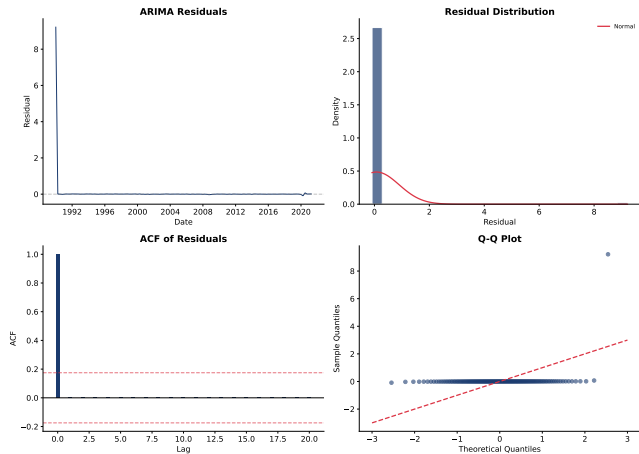 ARIMA Residuals
8
6
4
2
0
Residual
1992 1996 2000 2004 2008 2012 2016 2020
Date
Residual Distribution
Normal
2.5
2.0
1.5
1.0
0.5
0.0
Density
0 2 4 6 8
Residual
ACF of Residuals
1.0
0.8
0.6
0.4
0.2
0.0
−0.2
ACF
0.0 2.5 5.0 7.5 10.0 12.5 15.0 17.5 20.0
Lag
Q-Q Plot
8
6
4
2
0
−2
Sample Quantiles
−3 −2 −1 0 1 2 3
Theoretical Quantiles